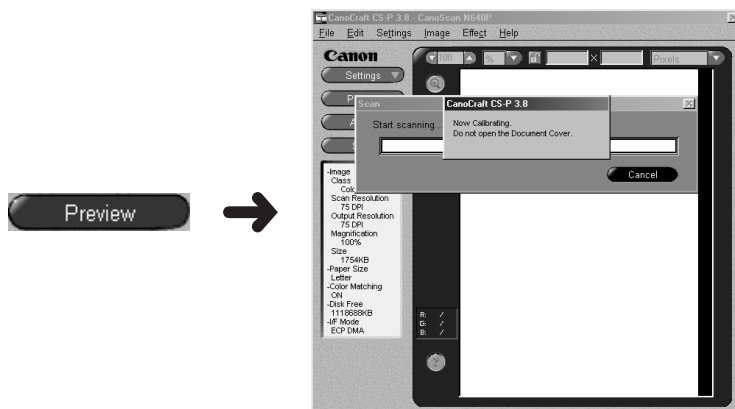 Preview
CanoCraft CS-P 3.8 - CanoScan N640P
File Edit Settings Image Effect Help
Canon
Settings
100 % × Pixels
Scan
CanoCraft CS-P 3.8
Start scanning...
Now Calibrating.
Do not open the Document Cover.
Cancel
-Image
Class
Scan Resolution
75 DPI
Output Resolution
75 DPI
Magnification
100%
Size
1754KB
-Paper Size
Letter
-Color Matching
ON
-Disk Free
1118688KB
-I/F Mode
ECP DMA
R: /
G: /
B: /
?